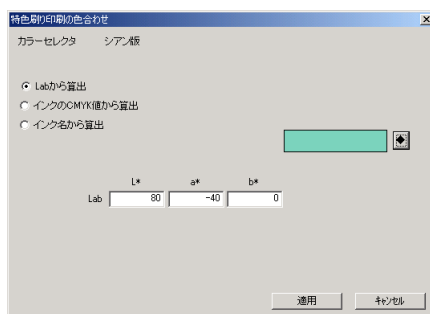 特色刷り印刷の色合わせ
カラーセレクタ シアン版
Labから算出
インクのCMYK値から算出
インク名から算出
L* a* b*
Lab 80 -40 0
適用 キャンセル